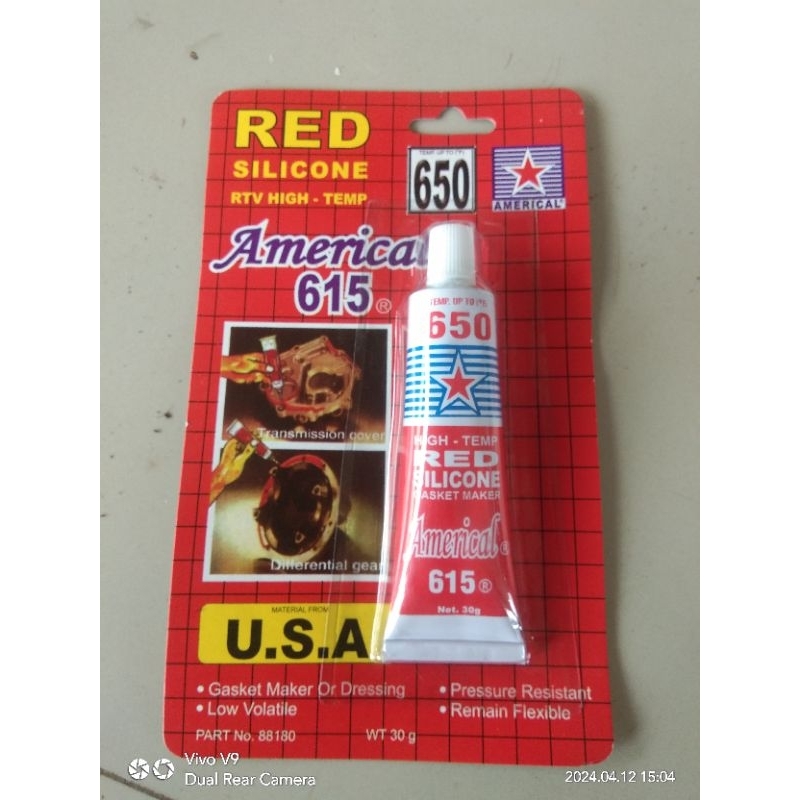 RED
SILICONE
RTV HIGH - TEMP
TEMP. UP TO (°F)
650
AMERICAL
Americal
615®
Transmission cover
Differential gear
TEMP. UP TO (°F)
650
HIGH - TEMP
RED
SILICONE
GASKET MAKER
Americal®
615®
Net. 30g
MATERIAL FROM
U.S.A
• Gasket Maker Or Dressing
• Low Volatile
• Pressure Resistant
• Remain Flexible
PART No. 88180
WT 30 g
Vivo V9
Dual Rear Camera
2024.04.12 15:04